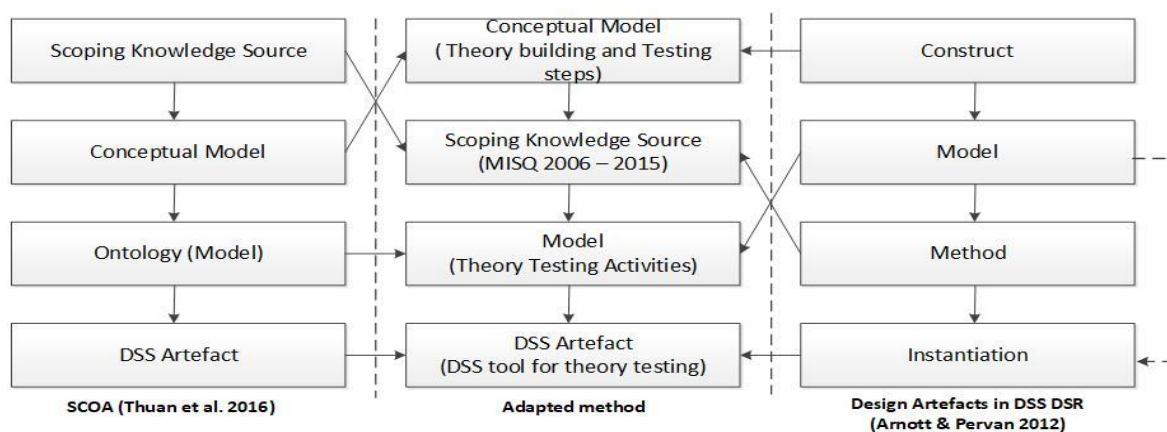 Scoping Knowledge Source
Conceptual Model
Ontology (Model)
DSS Artefact
SCOA (Thuan et al. 2016)
Conceptual Model
( Theory building and Testing
steps)
Scoping Knowledge Source
(MISQ 2006 – 2015)
Model
(Theory Testing Activities)
DSS Artefact
(DSS tool for theory testing)
Adapted method
Construct
Model
Method
Instantiation
Design Artefacts in DSS DSR
(Arnott & Pervan 2012)